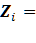 Zᵢ =